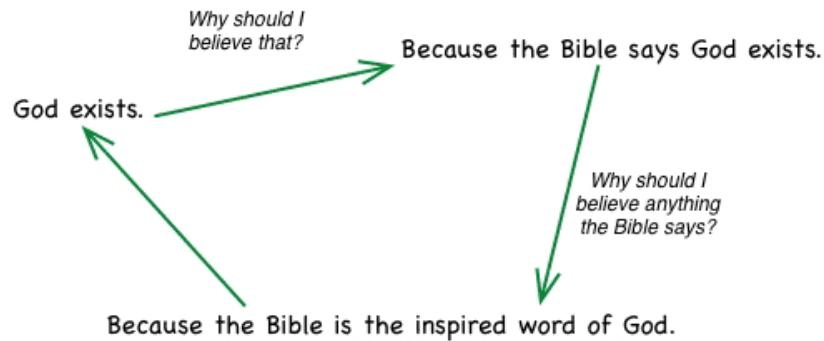 Why should I
believe that?
Because the Bible says God exists.
God exists.
Why should I
believe anything
the Bible says?
Because the Bible is the inspired word of God.